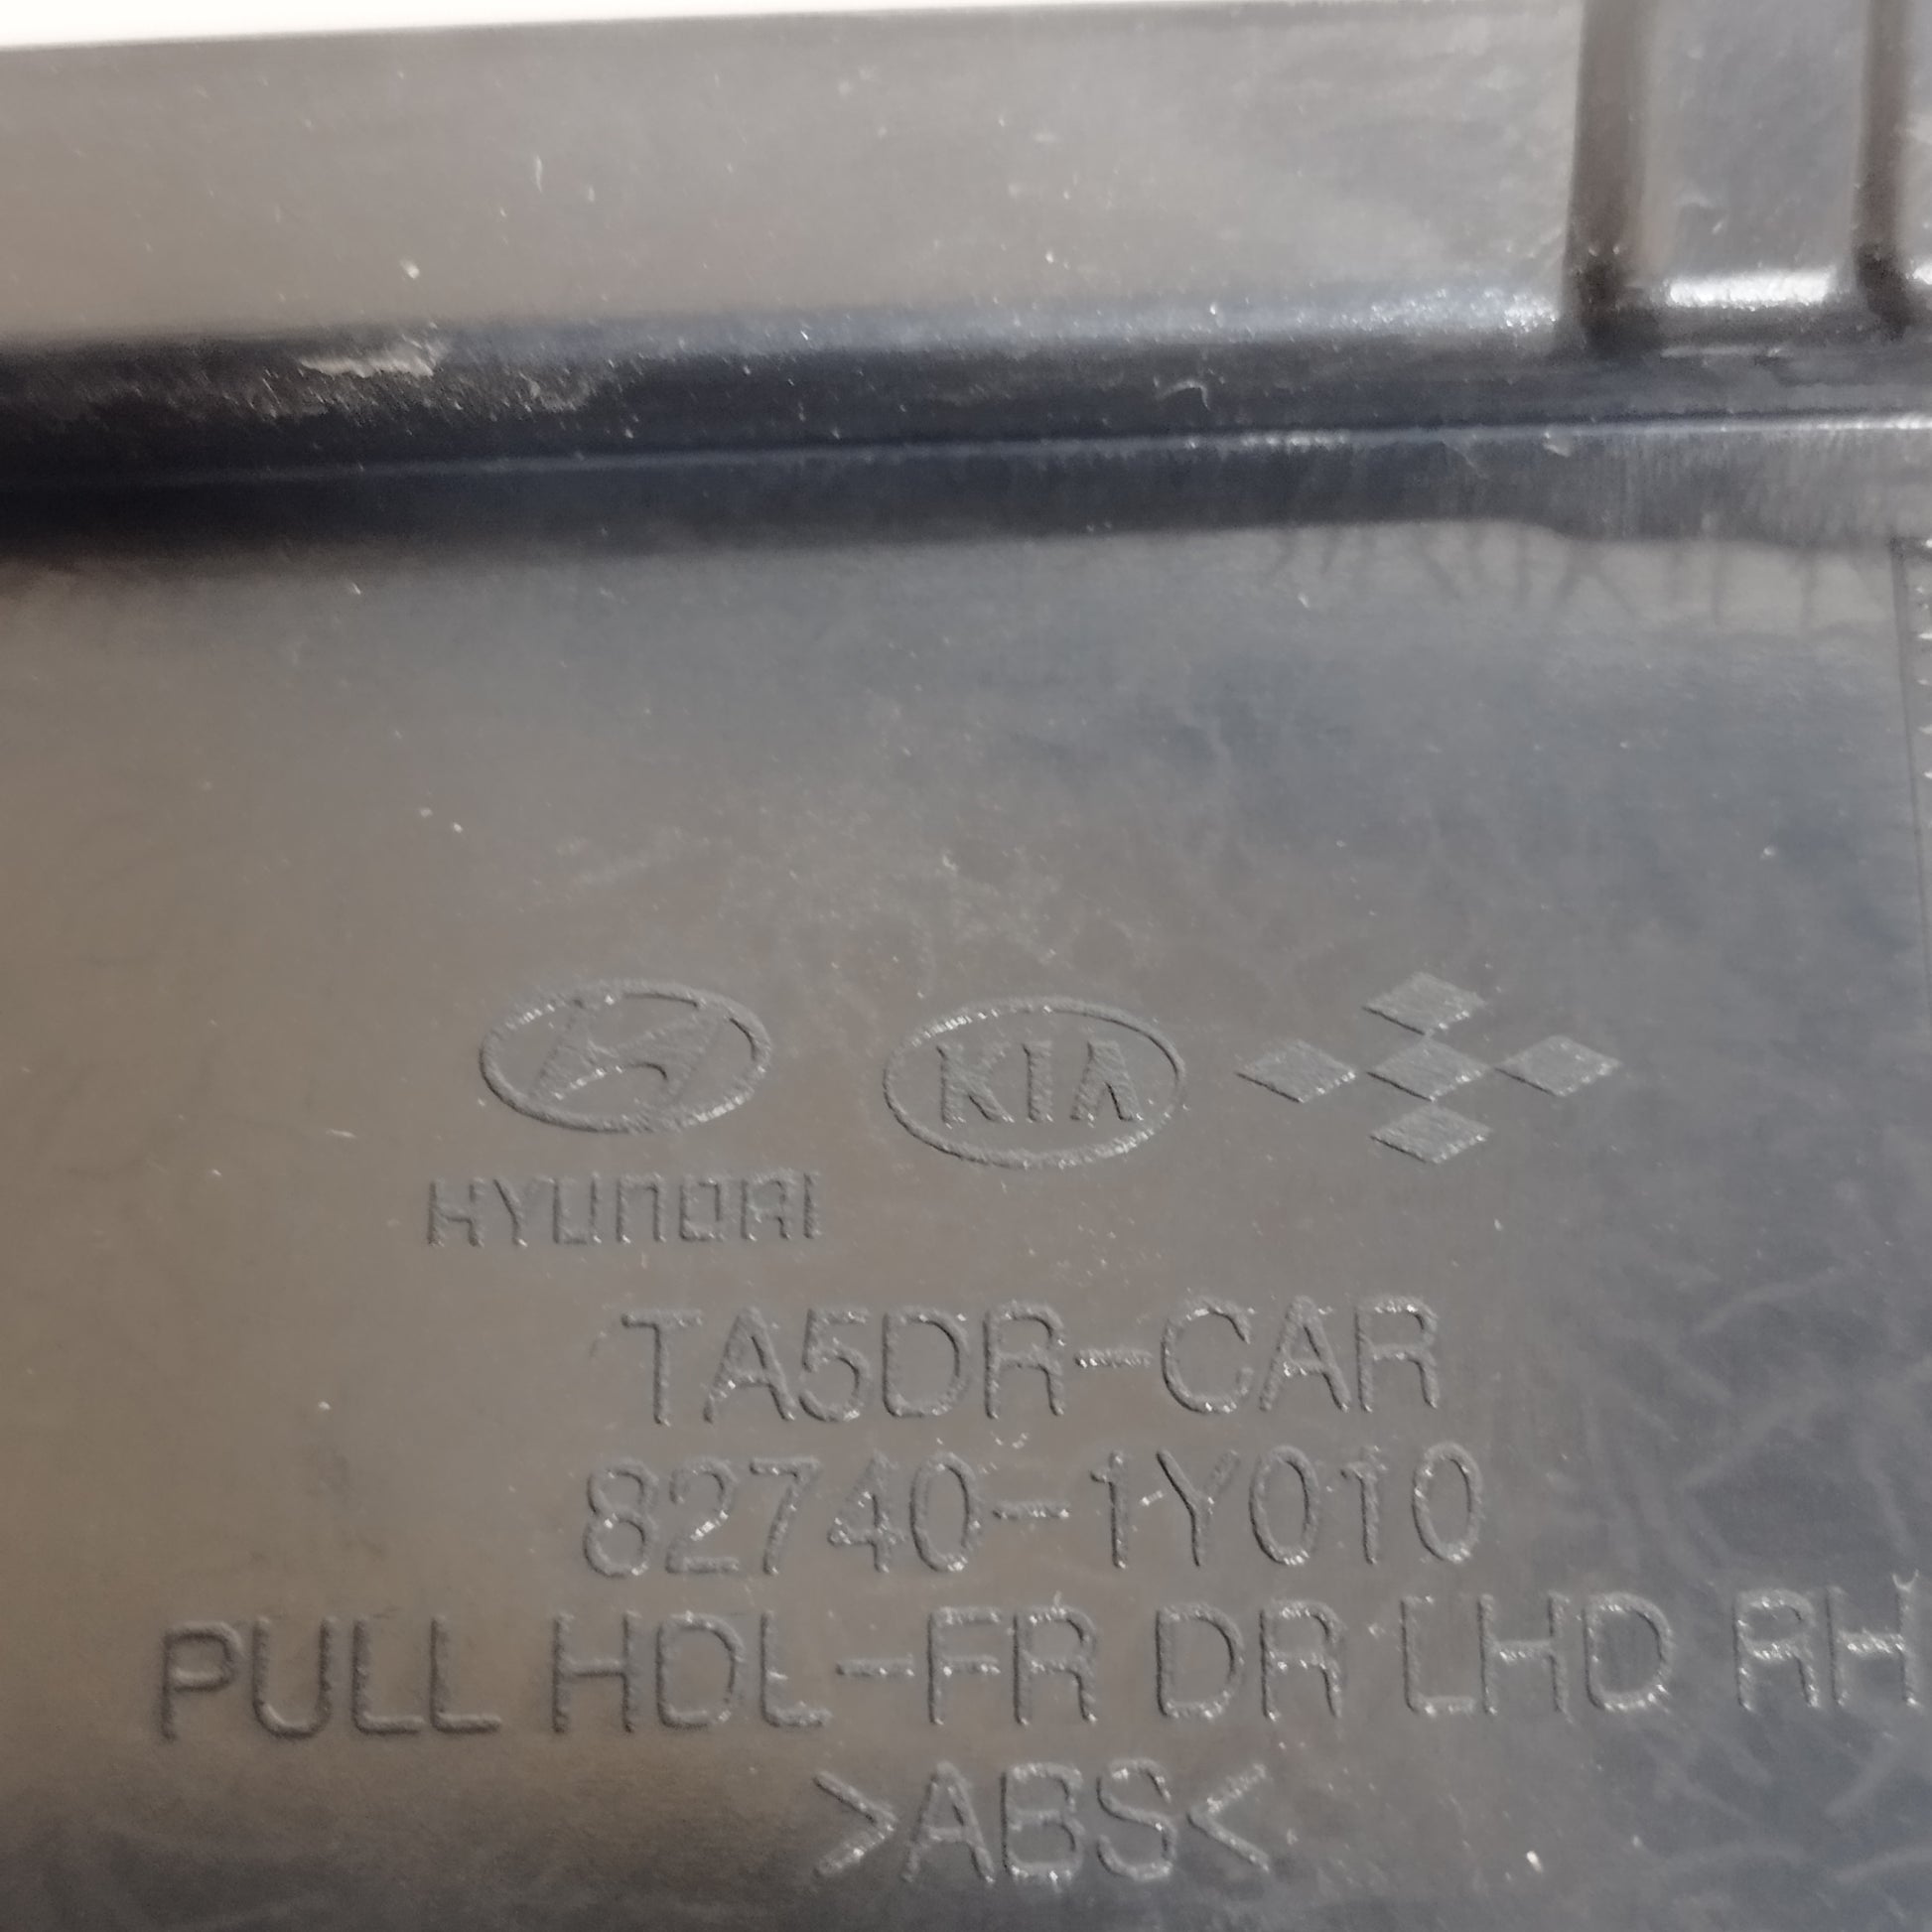 KIA
HYUNDAI
TA5DR-CAR
82740-1Y010
PULL HDL-FR DR LHD RH
>ABS<